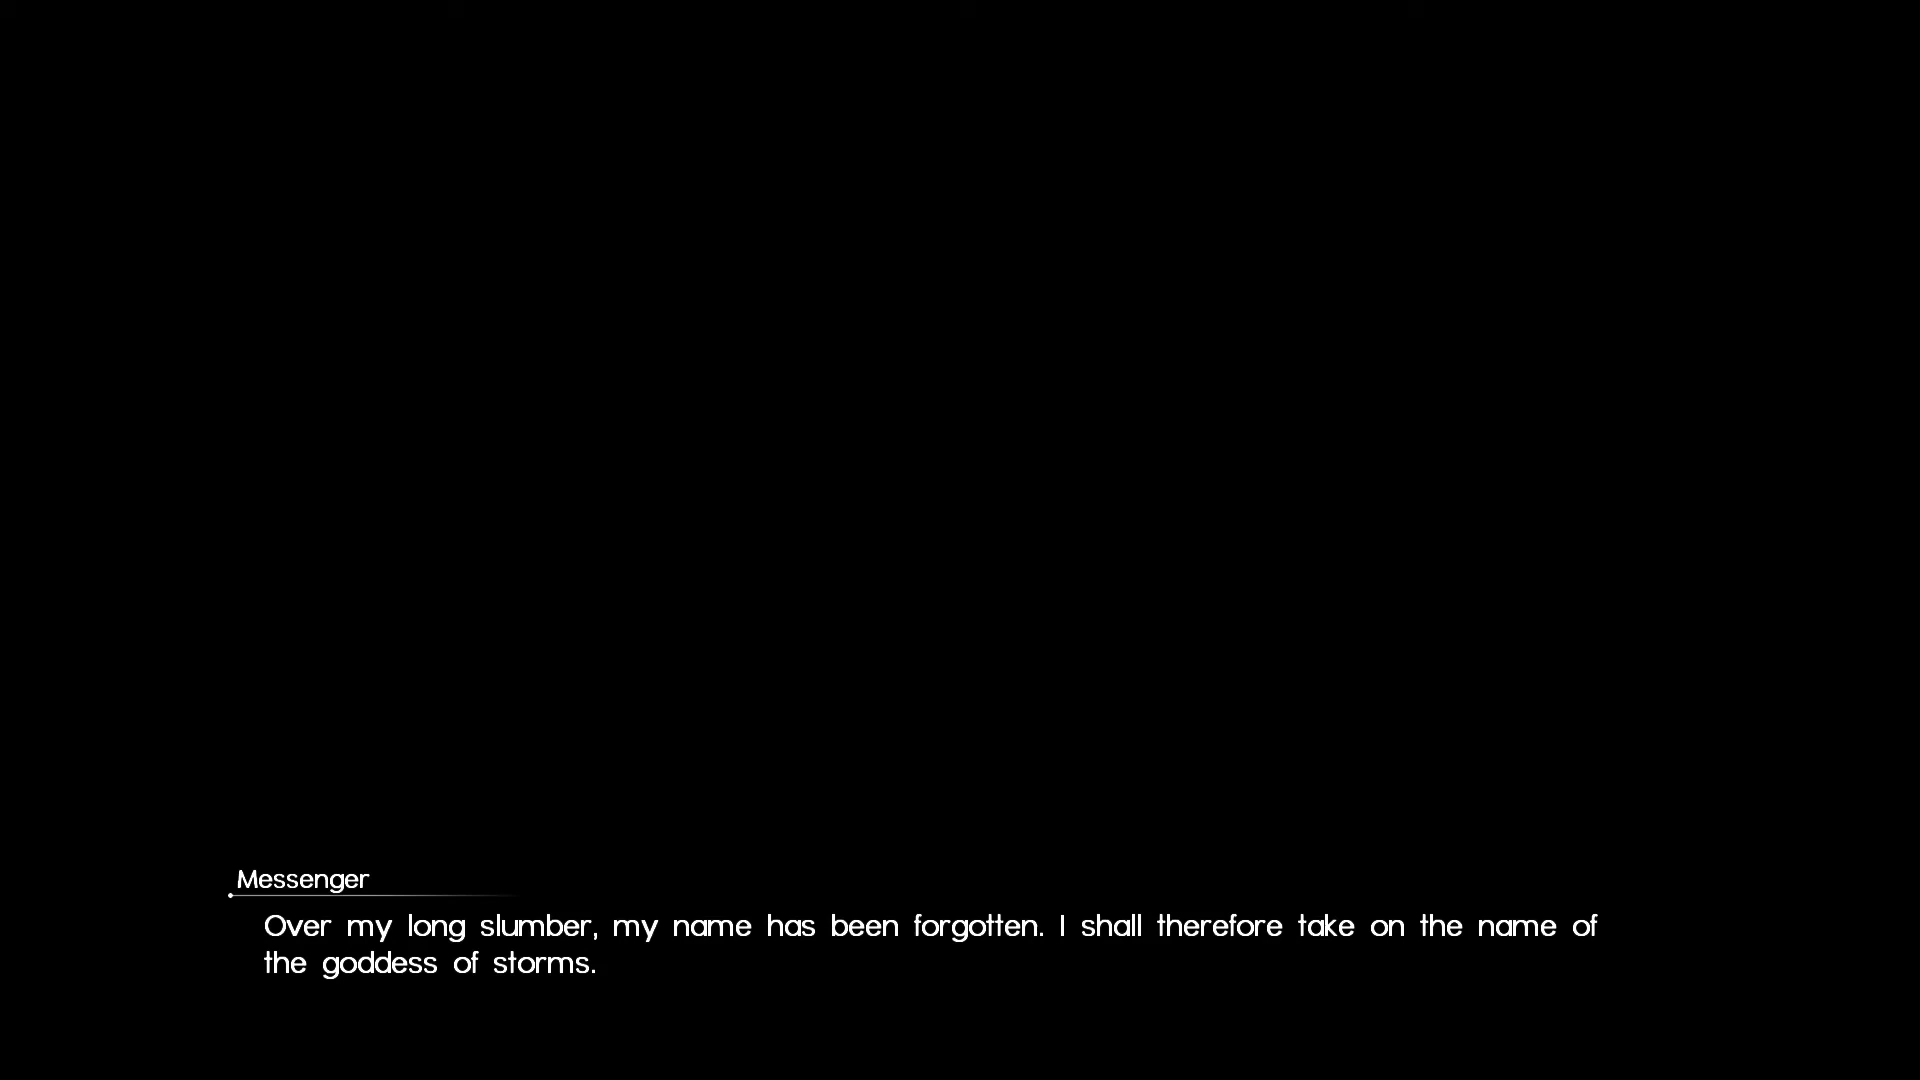 Messenger
Over my long slumber, my name has been forgotten. I shall therefore take on the name of
the goddess of storms.